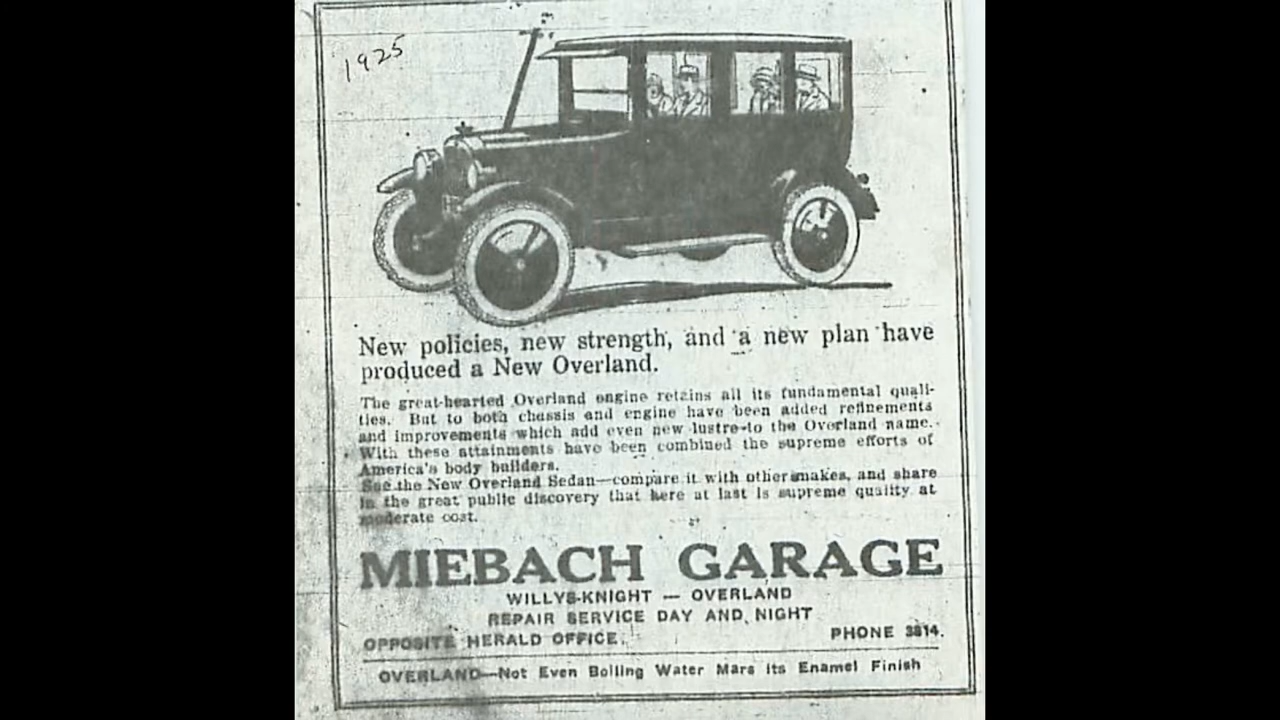 1925
New policies, new strength, and a new plan have
produced a New Overland.
The great-hearted Overland engine retains all its fundamental quali-
ties. But to both chassis and engine have been added refinements
and improvements which add even new lustre to the Overland name.
With these attainments have been combined the supreme efforts of
America's body builders.
See the New Overland Sedan—compare it with other makes, and share
in the great public discovery that here at last is supreme quality at
moderate cost.
MIEBACH GARAGE
WILLYS-KNIGHT — OVERLAND
REPAIR SERVICE DAY AND NIGHT
OPPOSITE HERALD OFFICE.
PHONE 3814.
OVERLAND—Not Even Boiling Water Mars its Enamel Finish